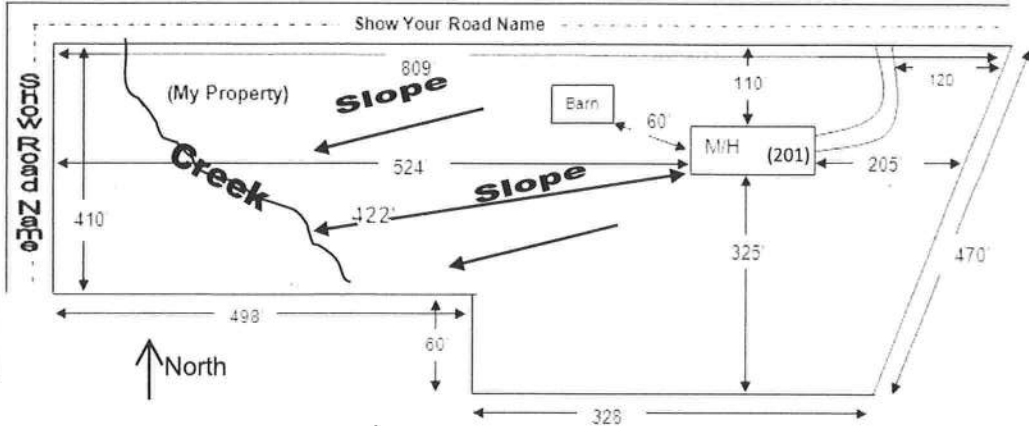 Show Your Road Name
Show Road Name
809
(My Property)
Slope
110
120
Barn
60'
M/H
(201)
Creek
524'
205'
Slope
410'
422'
325'
470'
498
60'
North
328